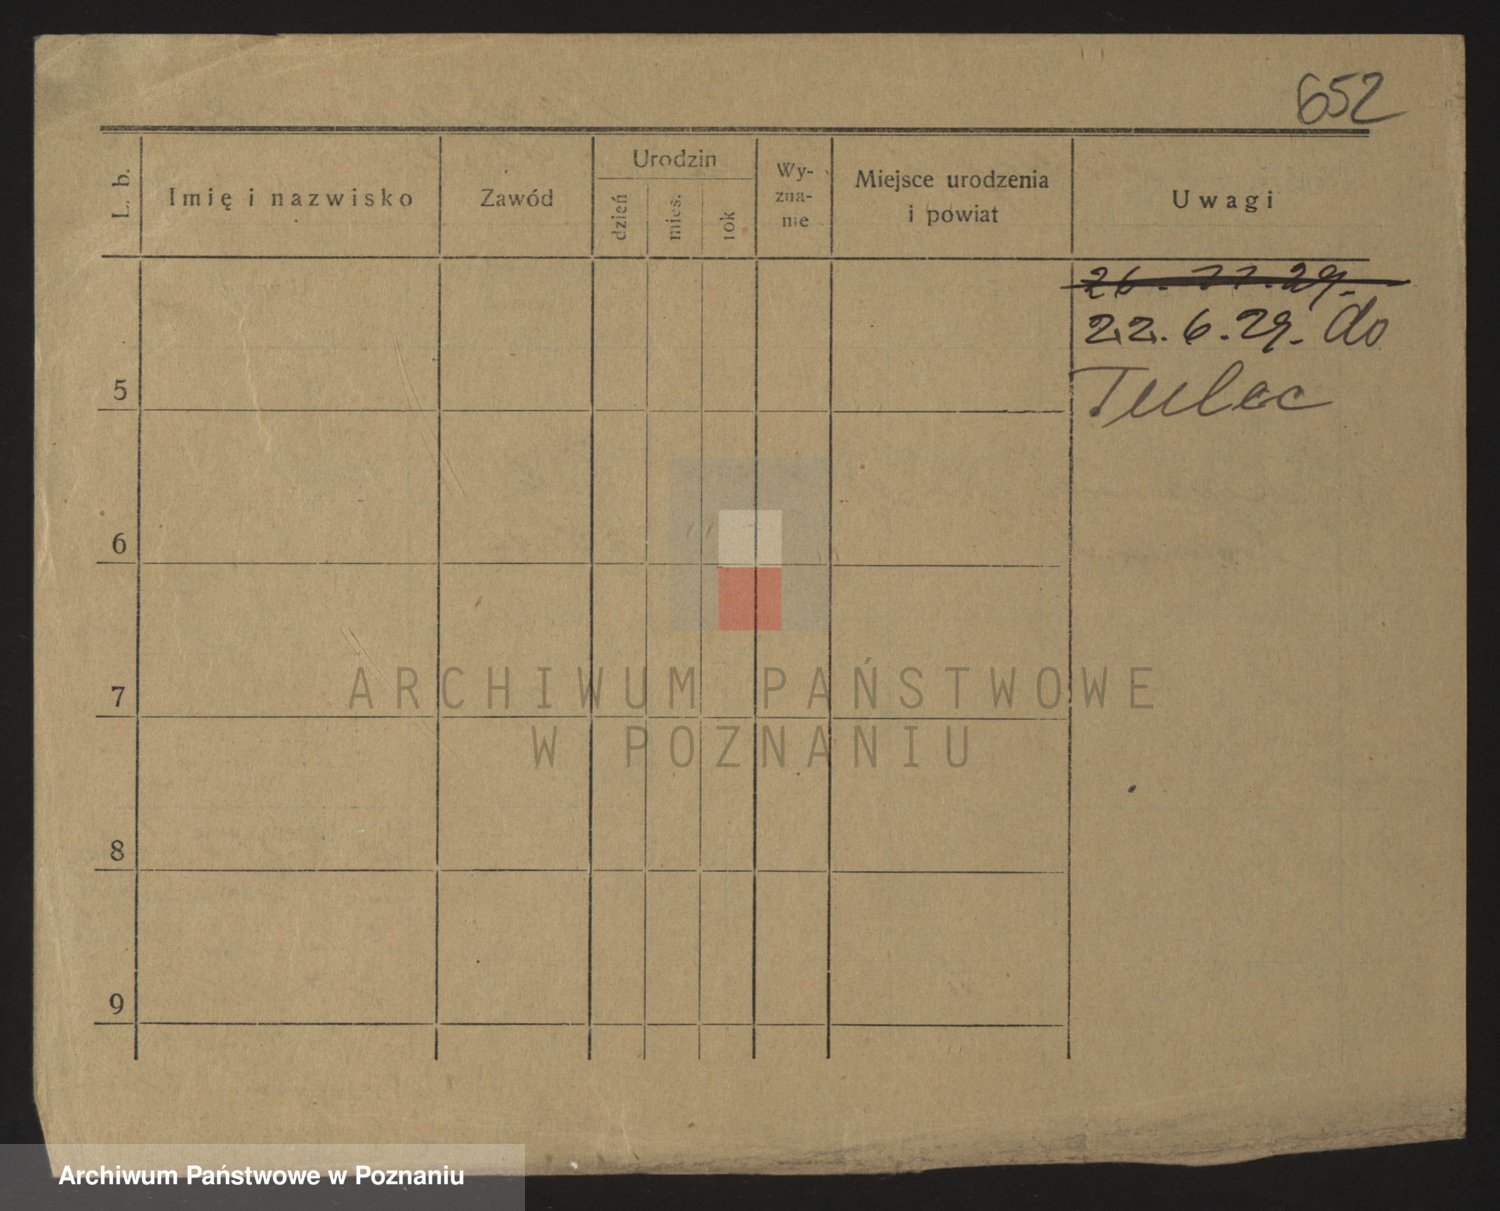 652
L. b.
Imię i nazwisko
Zawód
Urodzin
dzień
mies.
rok
Wy-
zna-
nie
Miejsce urodzenia
i powiat
Uwagi
26. 11. 29.
22. 6. 29. do
Tulec
5
6
7
8
9
ARCHIWUM PAŃSTWOWE
W POZNANIU
Archiwum Państwowe w Poznaniu